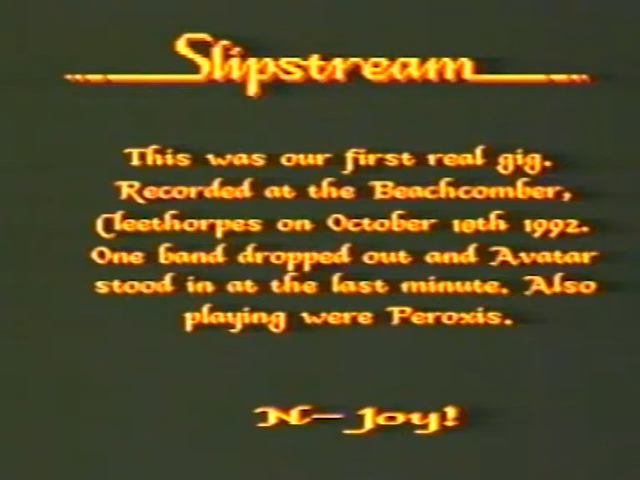 Slipstream
This was our first real gig.
Recorded at the Beachcomber,
Cleethorpes on October 10th 1992.
One band dropped out and Avatar
stood in at the last minute. Also
playing were Peroxis.
N-Joy!